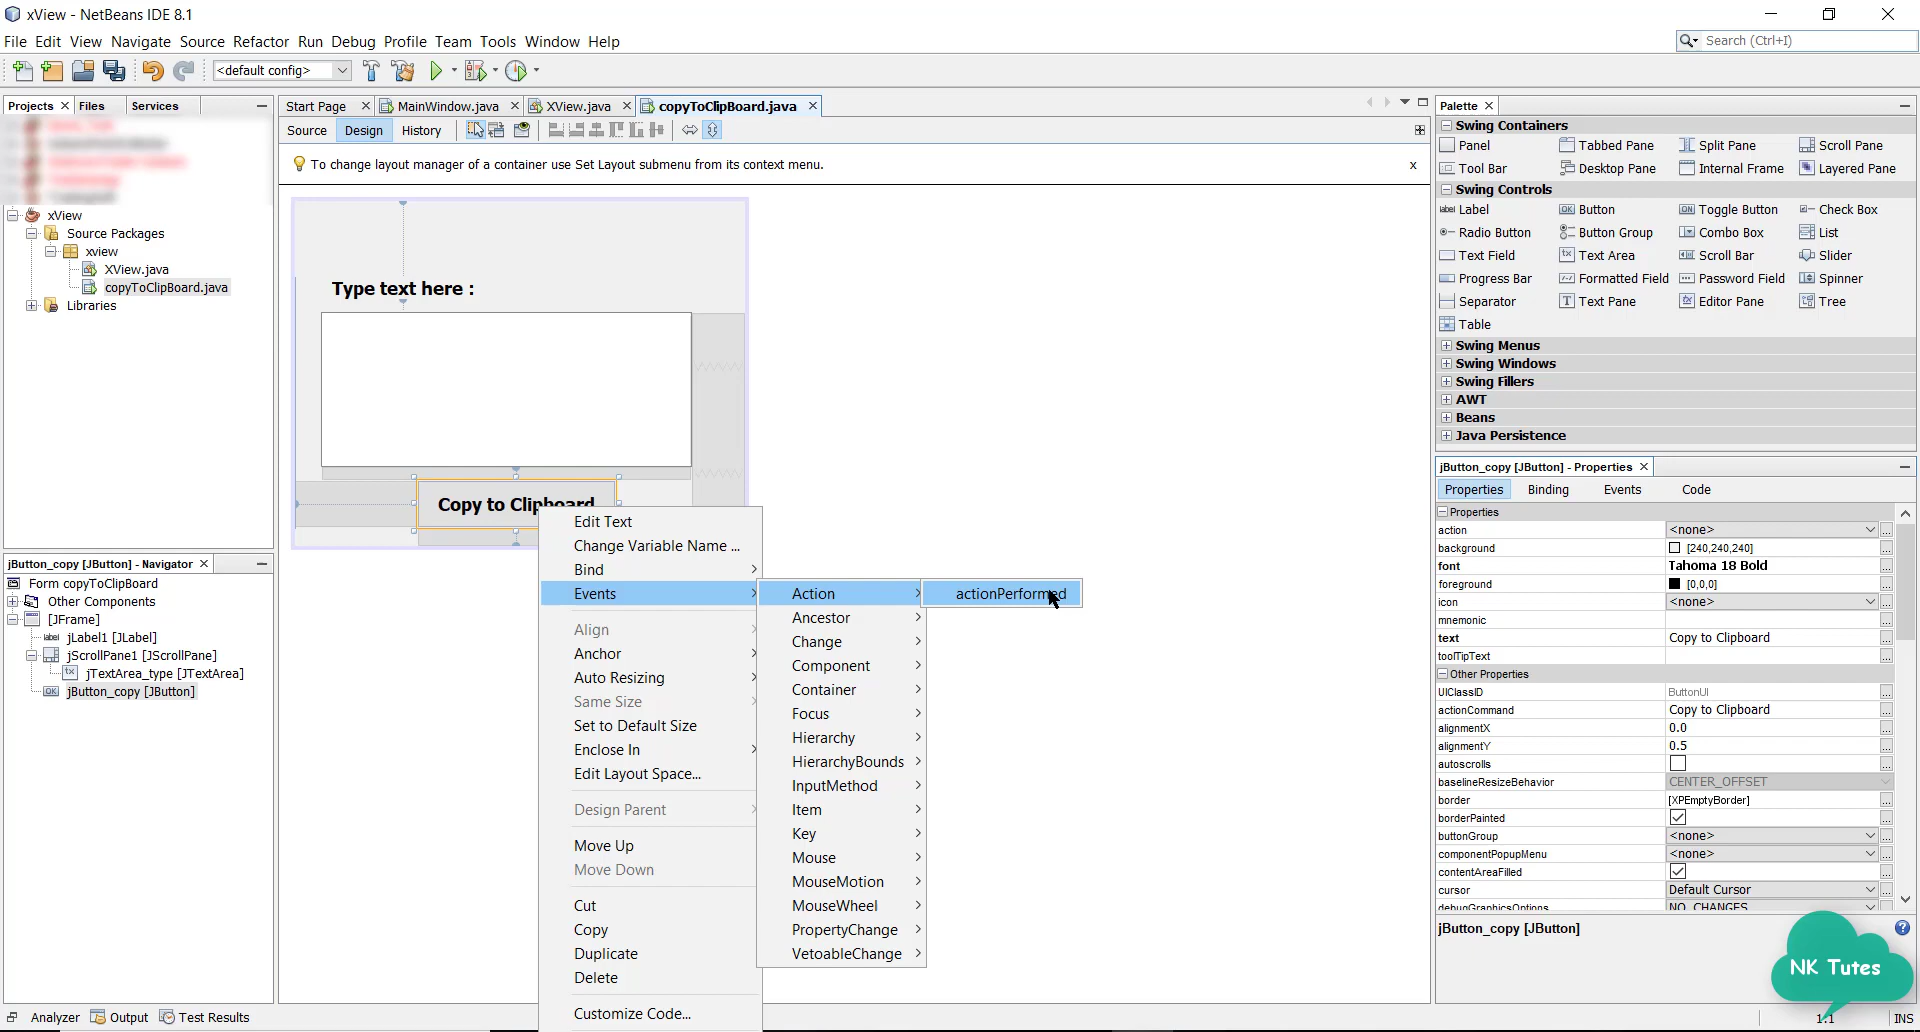 xView - NetBeans IDE 8.1
File Edit View Navigate Source Refactor Run Debug Profile Team Tools Window Help
Search (Ctrl+I)
<default config>
Projects Files Services
xView
Source Packages
xview
XView.java
copyToClipBoard.java
Libraries
jButton_copy [JButton] - Navigator
Form copyToClipBoard
Other Components
[JFrame]
jLabel1 [JLabel]
jScrollPane1 [JScrollPane]
jTextArea_type [JTextArea]
jButton_copy [JButton]
Start Page MainWindow.java XView.java copyToClipBoard.java
Source Design History
To change layout manager of a container use Set Layout submenu from its context menu.
x
Type text here :
Copy to Clipboard
Edit Text
Change Variable Name ...
Bind
Events
Align
Anchor
Auto Resizing
Same Size
Set to Default Size
Enclose In
Edit Layout Space...
Design Parent
Move Up
Move Down
Cut
Copy
Duplicate
Delete
Customize Code...
Action
Ancestor
Change
Component
Container
Focus
Hierarchy
HierarchyBounds
InputMethod
Item
Key
Mouse
MouseMotion
MouseWheel
PropertyChange
VetoableChange
actionPerformed
Palette
Swing Containers
Panel Tabbed Pane Split Pane Scroll Pane
Tool Bar Desktop Pane Internal Frame Layered Pane
Swing Controls
label Label OK Button ON Toggle Button Check Box
Radio Button Button Group Combo Box List
Text Field Text Area Scroll Bar Slider
Progress Bar Formatted Field Password Field Spinner
Separator Text Pane Editor Pane Tree
Table
Swing Menus
Swing Windows
Swing Fillers
AWT
Beans
Java Persistence
jButton_copy [JButton] - Properties
Properties Binding Events Code
Properties
action <none>
background [240,240,240]
font Tahoma 18 Bold
foreground [0,0,0]
icon <none>
mnemonic
text Copy to Clipboard
toolTipText
Other Properties
UIClassID ButtonUI
actionCommand Copy to Clipboard
alignmentX 0.0
alignmentY 0.5
autoscrolls
baselineResizeBehavior CENTER_OFFSET
border [XPEmptyBorder]
borderPainted
buttonGroup <none>
componentPopupMenu <none>
contentAreaFilled
cursor Default Cursor
debugGraphicsOptions NO_CHANGES
jButton_copy [JButton]
NK Tutes
Analyzer Output Test Results
1:1 INS